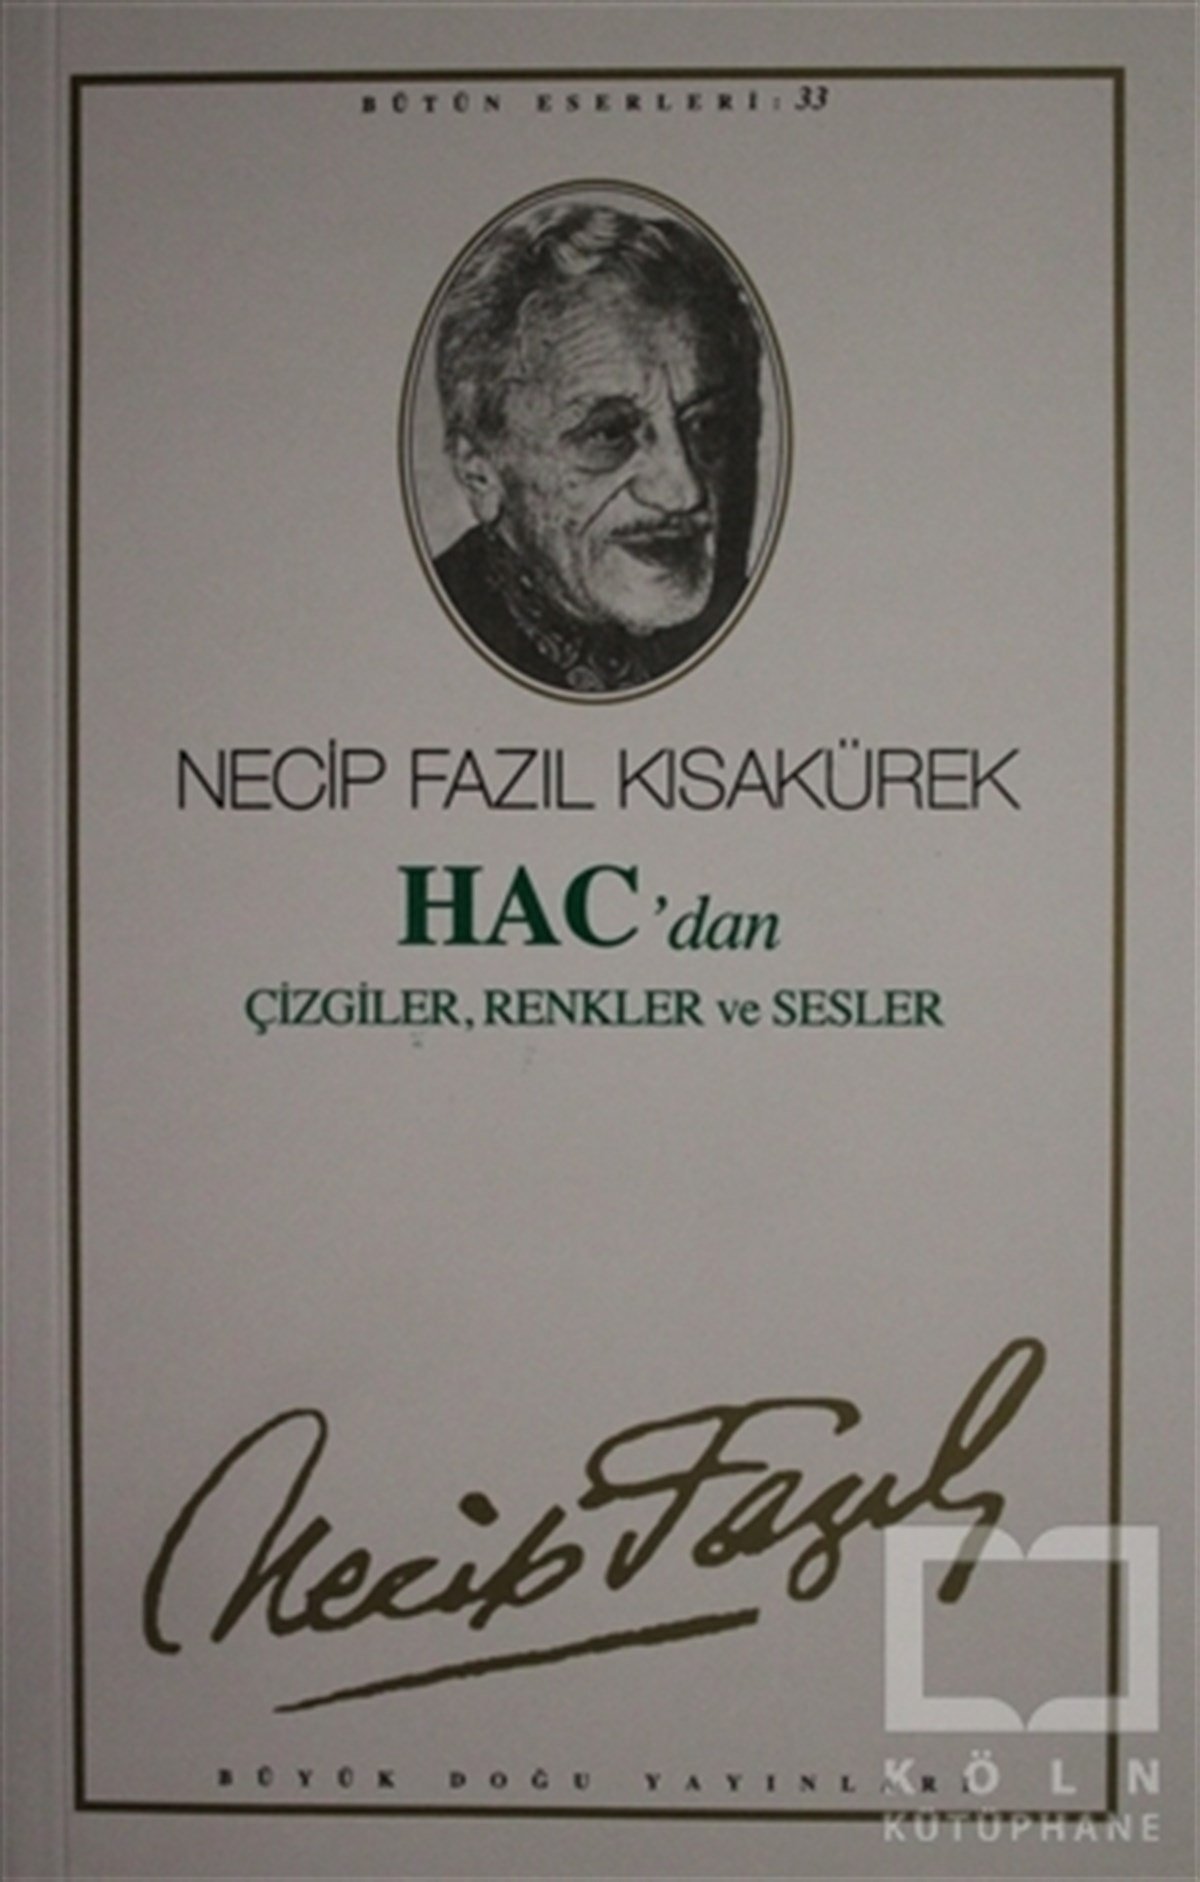 BÜTÜN ESERLERİ: 33
NECİP FAZIL KISAKÜREK
HAC'dan
ÇİZGİLER, RENKLER ve SESLER
Necip Fazıl
BÜYÜK DOĞU YAYINLARI
KÖLN
KÜTÜPHANE